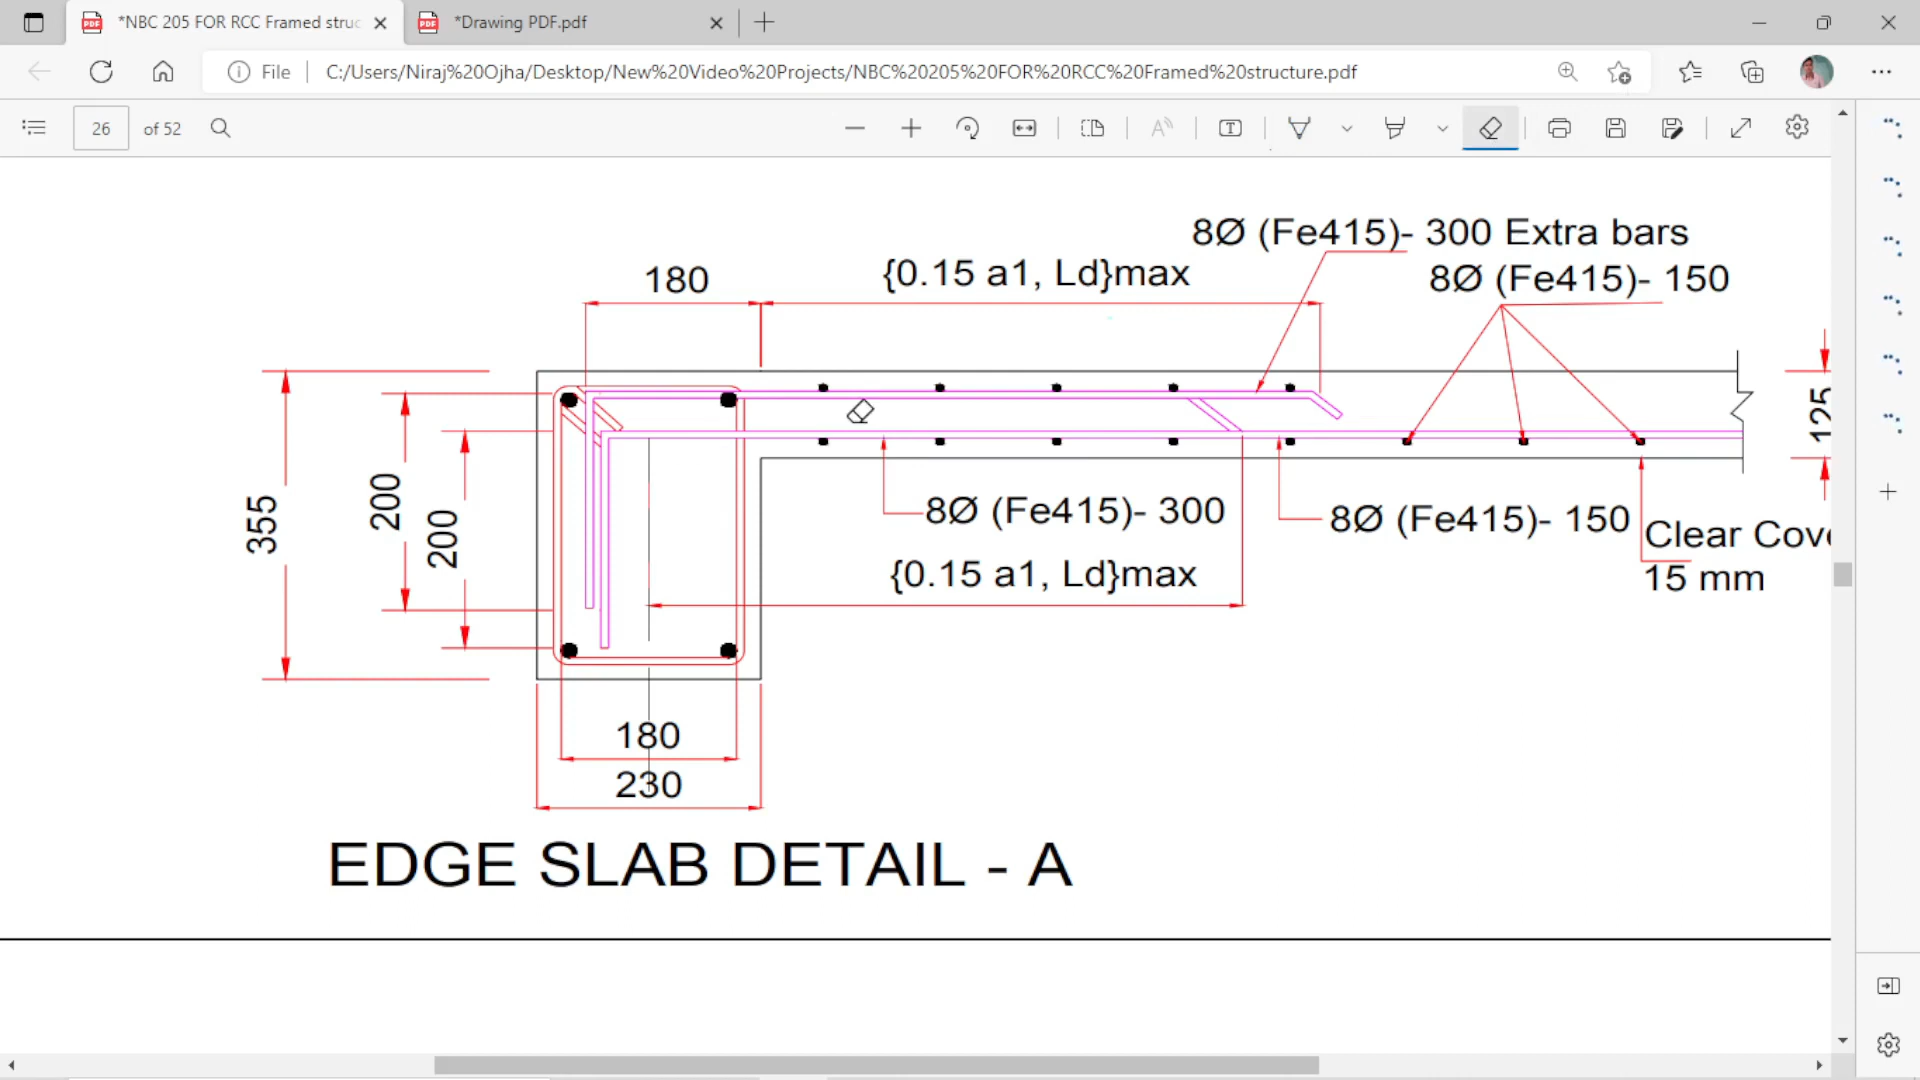 *NBC 205 FOR RCC Framed struc
*Drawing PDF.pdf
File
C:/Users/Niraj%20Ojha/Desktop/New%20Video%20Projects/NBC%20205%20FOR%20RCC%20Framed%20structure.pdf
26 of 52
8Ø (Fe415)- 300 Extra bars
180
{0.15 a1, Ld}max
8Ø (Fe415)- 150
125
355
200
200
8Ø (Fe415)- 300
8Ø (Fe415)- 150
Clear Cov
15 mm
{0.15 a1, Ld}max
180
230
EDGE SLAB DETAIL - A